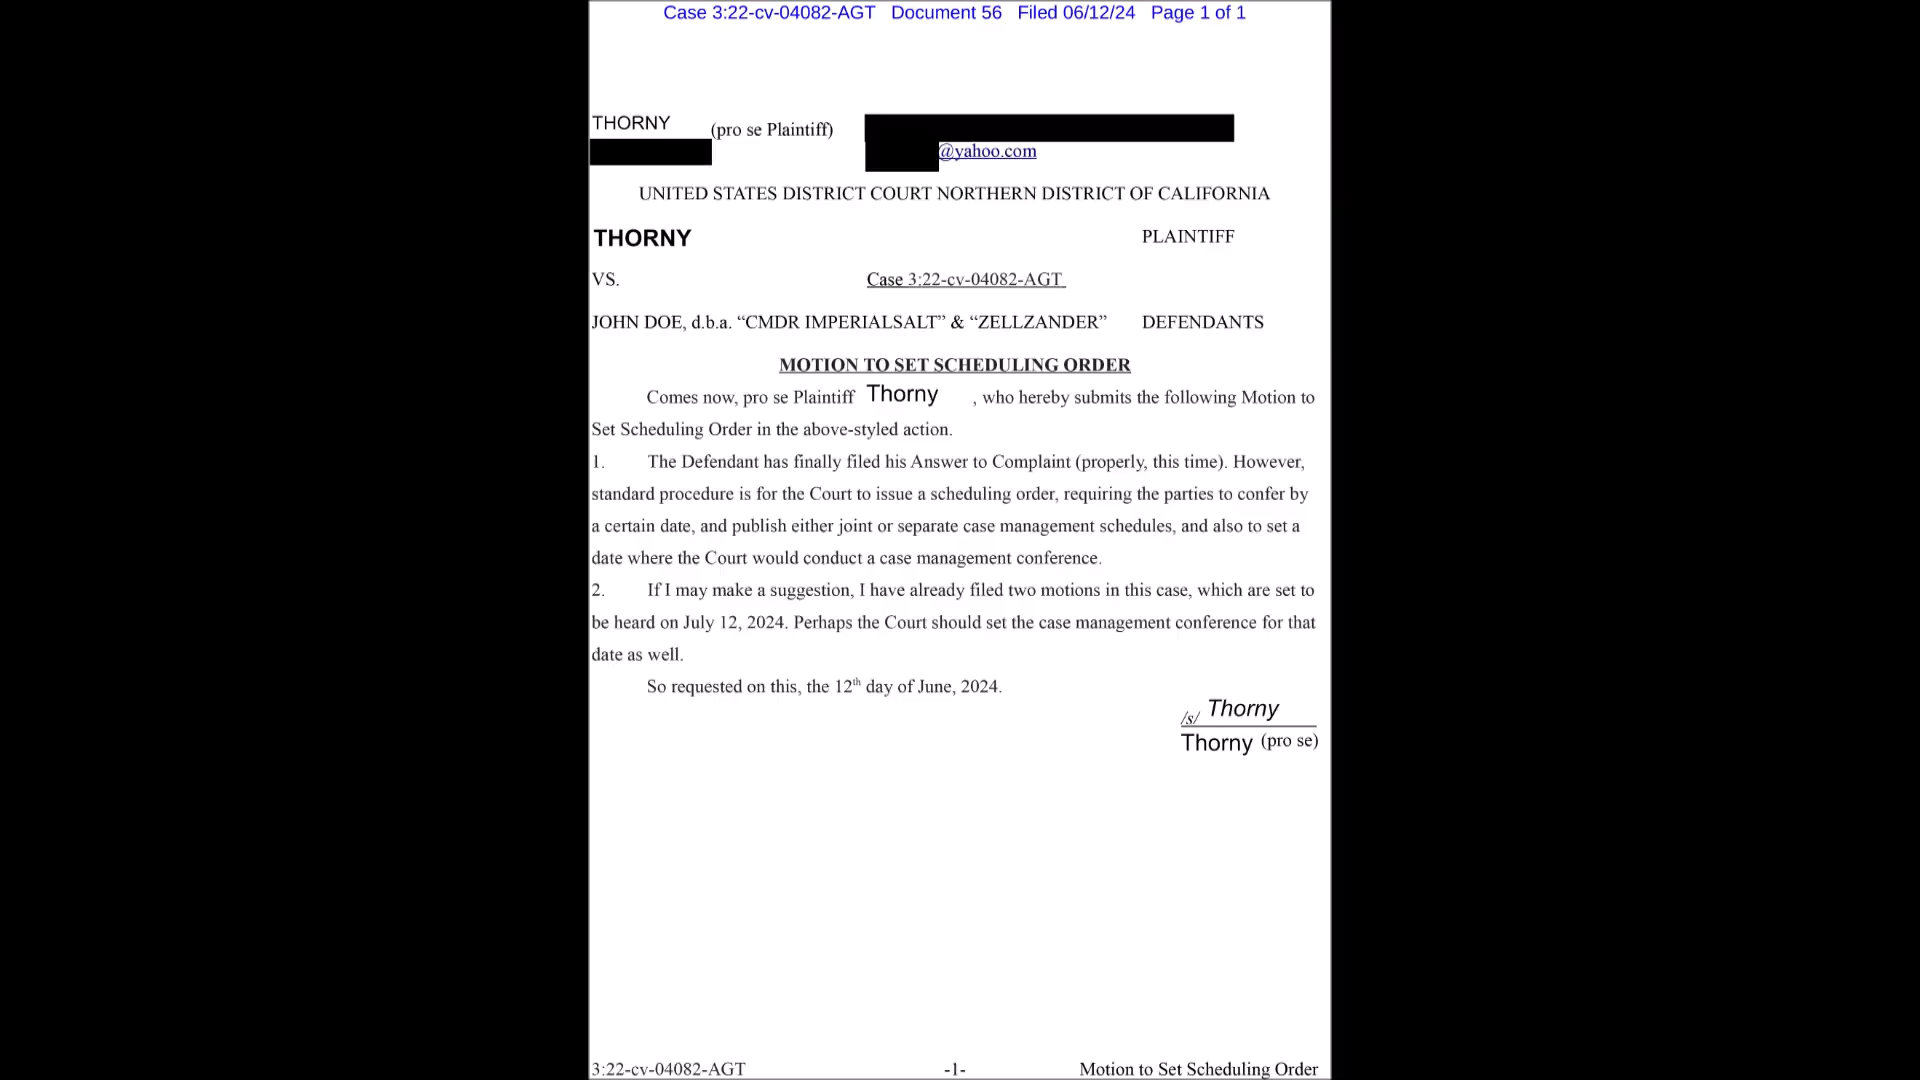 Case 3:22-cv-04082-AGT Document 56 Filed 06/12/24 Page 1 of 1
THORNY (pro se Plaintiff)
@yahoo.com
UNITED STATES DISTRICT COURT NORTHERN DISTRICT OF CALIFORNIA
THORNY PLAINTIFF
VS. Case 3:22-cv-04082-AGT
JOHN DOE, d.b.a. “CMDR IMPERIALSALT” & “ZELLZANDER” DEFENDANTS
MOTION TO SET SCHEDULING ORDER
Comes now, pro se Plaintiff Thorny , who hereby submits the following Motion to
Set Scheduling Order in the above-styled action.
1. The Defendant has finally filed his Answer to Complaint (properly, this time). However,
standard procedure is for the Court to issue a scheduling order, requiring the parties to confer by
a certain date, and publish either joint or separate case management schedules, and also to set a
date where the Court would conduct a case management conference.
2. If I may make a suggestion, I have already filed two motions in this case, which are set to
be heard on July 12, 2024. Perhaps the Court should set the case management conference for that
date as well.
So requested on this, the 12th day of June, 2024.
/s/ Thorny
Thorny (pro se)
3:22-cv-04082-AGT -1- Motion to Set Scheduling Order